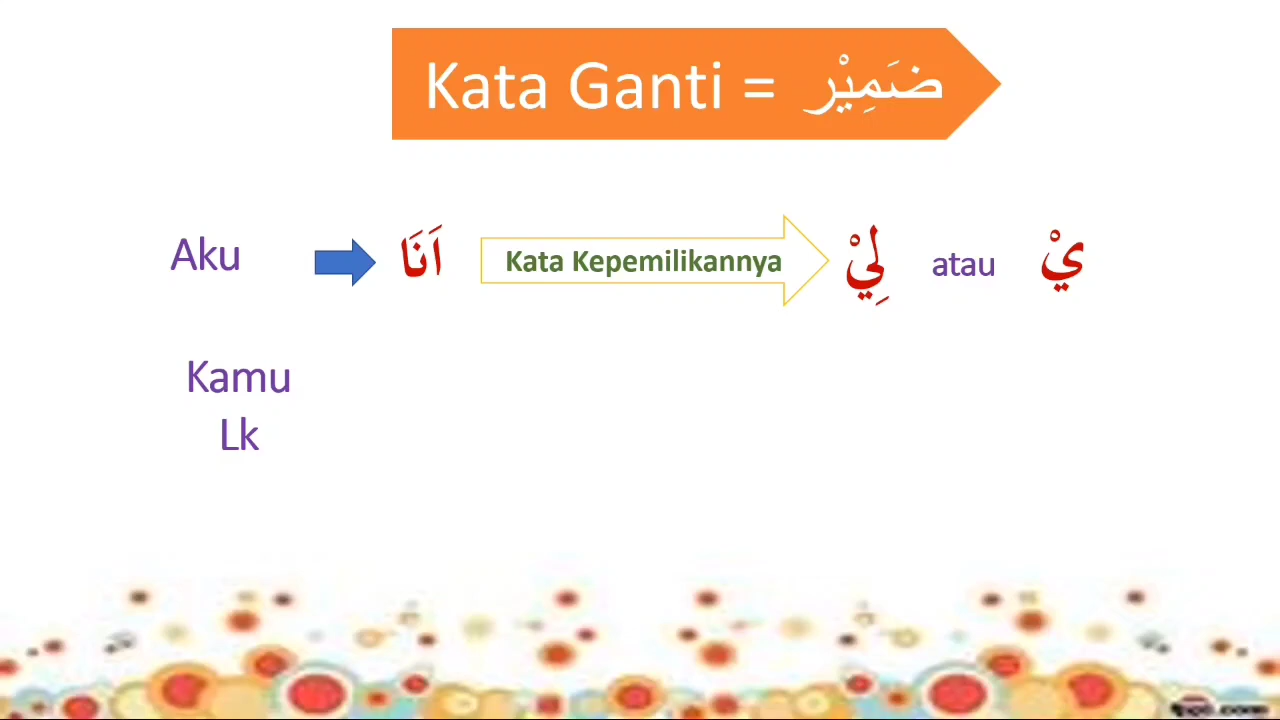 Kata Ganti = ضَمِيْر
Aku اَنَا Kata Kepemilikannya لِيْ atau يْ
Kamu
Lk